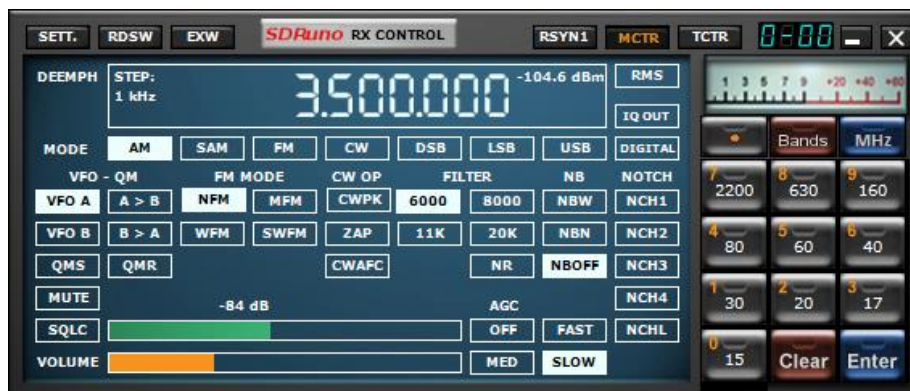 SETT. RDSW EXW SDRuno RX CONTROL RSYN1 MCTR TCTR 0-00
DEEMPH STEP: 1 kHz 3.500.000 -104.6 dBm RMS
IQ OUT
MODE AM SAM FM CW DSB LSB USB DIGITAL
VFO - QM FM MODE CW OP FILTER NB NOTCH
VFO A A > B NFM MFM CWPK 6000 8000 NBW NCH1
VFO B B > A WFM SWFM ZAP 11K 20K NBN NCH2
QMS QMR CWAFC NR NBOFF NCH3
MUTE -84 dB AGC NCH4
SQLC OFF FAST NCHL
VOLUME MED SLOW
1 3 5 7 9 +20 +40 +60
Bands MHz
7 2200 8 630 9 160
4 80 5 60 6 40
1 30 2 20 3 17
0 15 Clear Enter